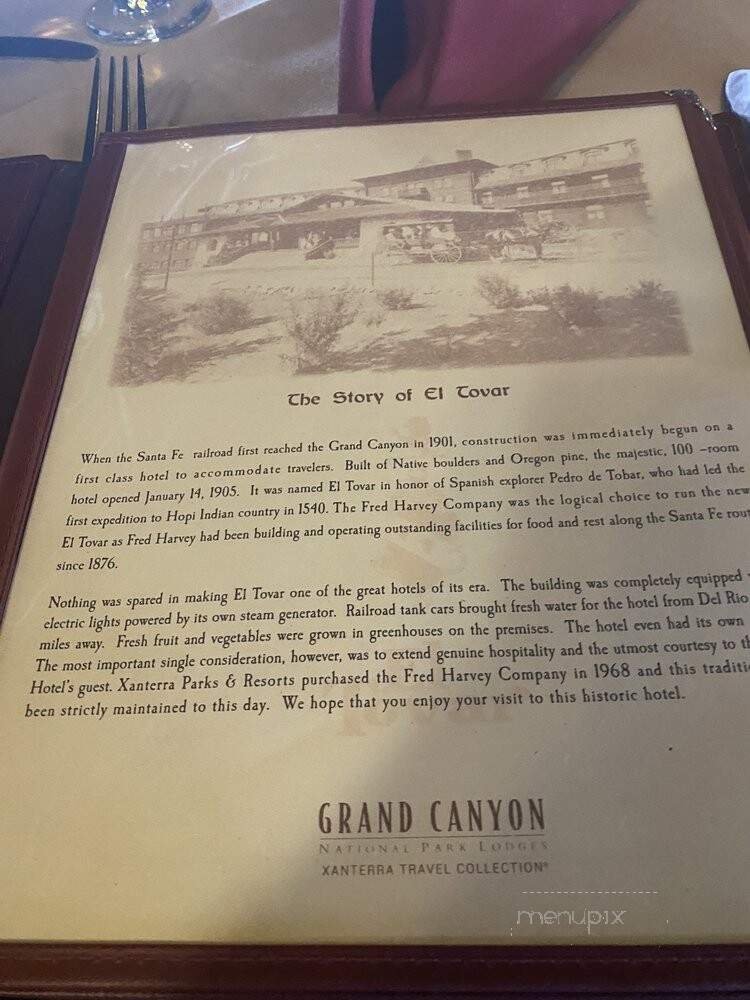 The Story of El Tovar
When the Santa Fe railroad first reached the Grand Canyon in 1901, construction was immediately begun on a
first class hotel to accommodate travelers. Built of Native boulders and Oregon pine, the majestic, 100 -room
hotel opened January 14, 1905. It was named El Tovar in honor of Spanish explorer Pedro de Tobar, who had led the
first expedition to Hopi Indian country in 1540. The Fred Harvey Company was the logical choice to run the new
El Tovar as Fred Harvey had been building and operating outstanding facilities for food and rest along the Santa Fe rout
since 1876.
Nothing was spared in making El Tovar one of the great hotels of its era. The building was completely equipped
electric lights powered by its own steam generator. Railroad tank cars brought fresh water for the hotel from Del Rio
miles away. Fresh fruit and vegetables were grown in greenhouses on the premises. The hotel even had its own
The most important single consideration, however, was to extend genuine hospitality and the utmost courtesy to th
Hotel's guest. Xanterra Parks & Resorts purchased the Fred Harvey Company in 1968 and this traditi
been strictly maintained to this day. We hope that you enjoy your visit to this historic hotel.
GRAND CANYON
NATIONAL PARK LODGES
XANTERRA TRAVEL COLLECTION®
menupix